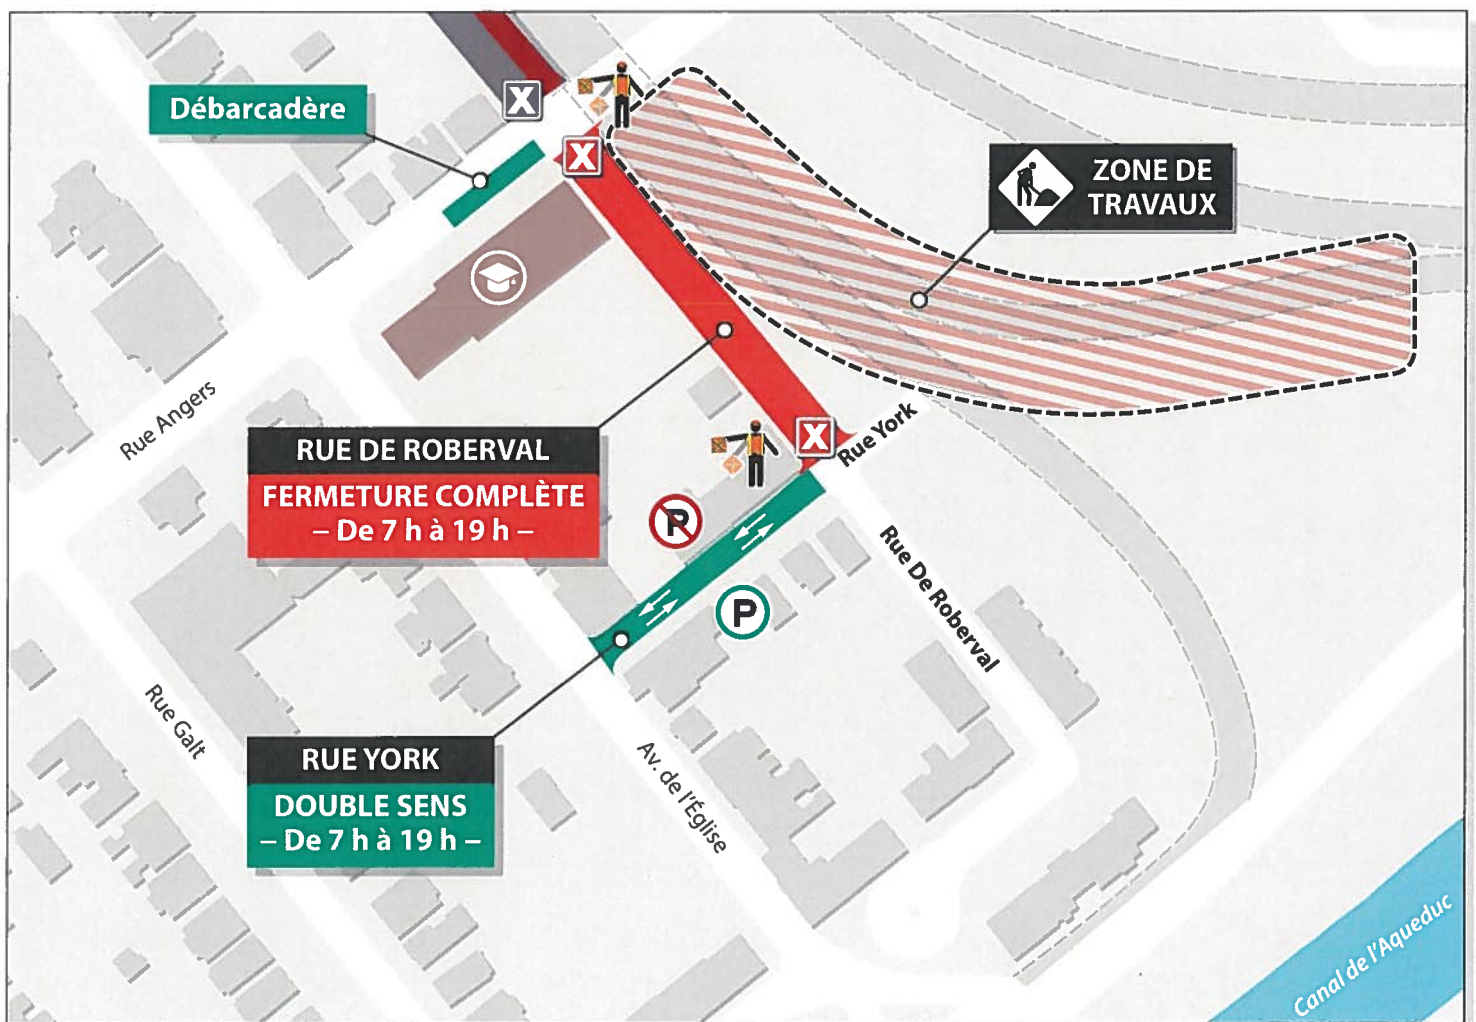 Débarcadère
X
X
ZONE DE
TRAVAUX
Rue Angers
RUE DE ROBERVAL
FERMETURE COMPLÈTE
– De 7 h à 19 h –
X
Rue York
P
P
Rue De Roberval
Rue Galt
RUE YORK
DOUBLE SENS
– De 7 h à 19 h –
Av. de l'Église
Canal de l'Aqueduc